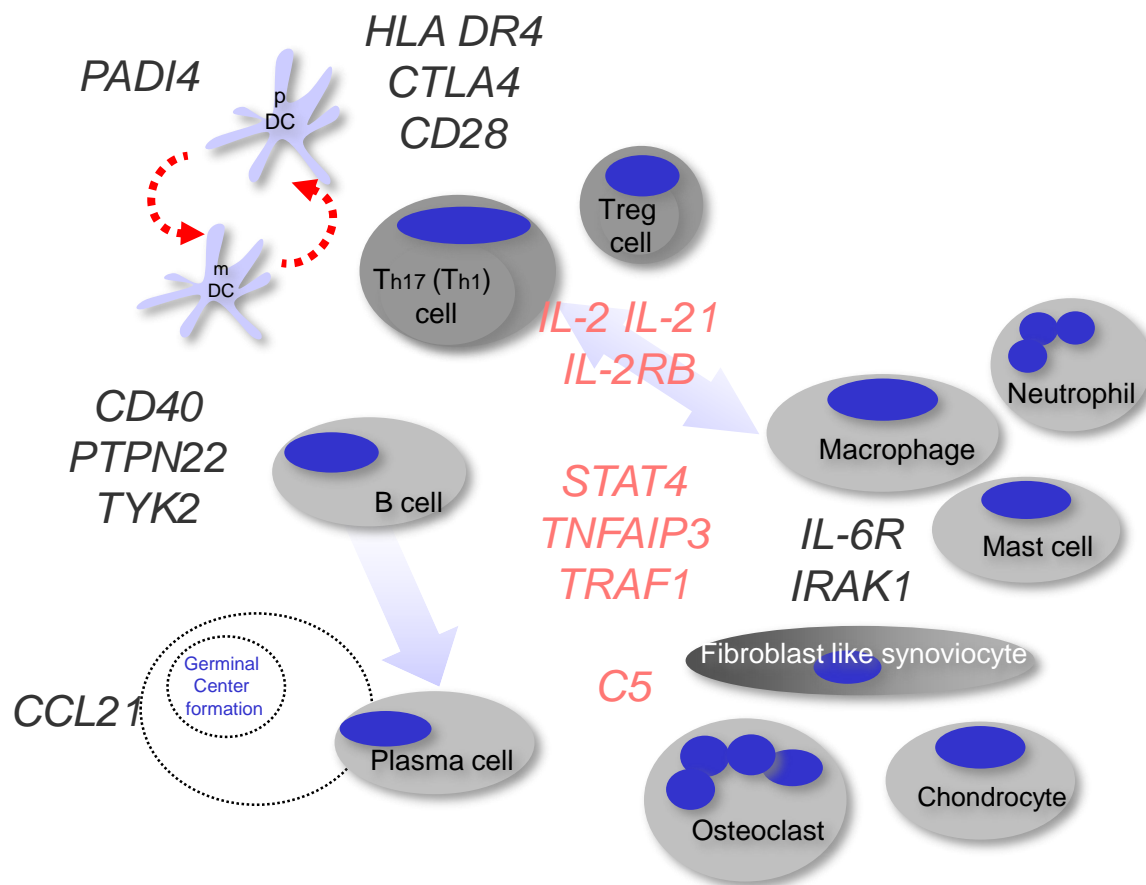 HLA DR4
CTLA4
CD28
PADI4
p
DC
m
DC
Treg
cell
Th17 (Th1)
cell
IL-2 IL-21
IL-2RB
Neutrophil
Macrophage
Mast cell
CD40
PTPN22
TYK2
B cell
STAT4
TNFAIP3
TRAF1
IL-6R
IRAK1
Fibroblast like synoviocyte
C5
Germinal
Center
formation
CCL21
Plasma cell
Osteoclast
Chondrocyte